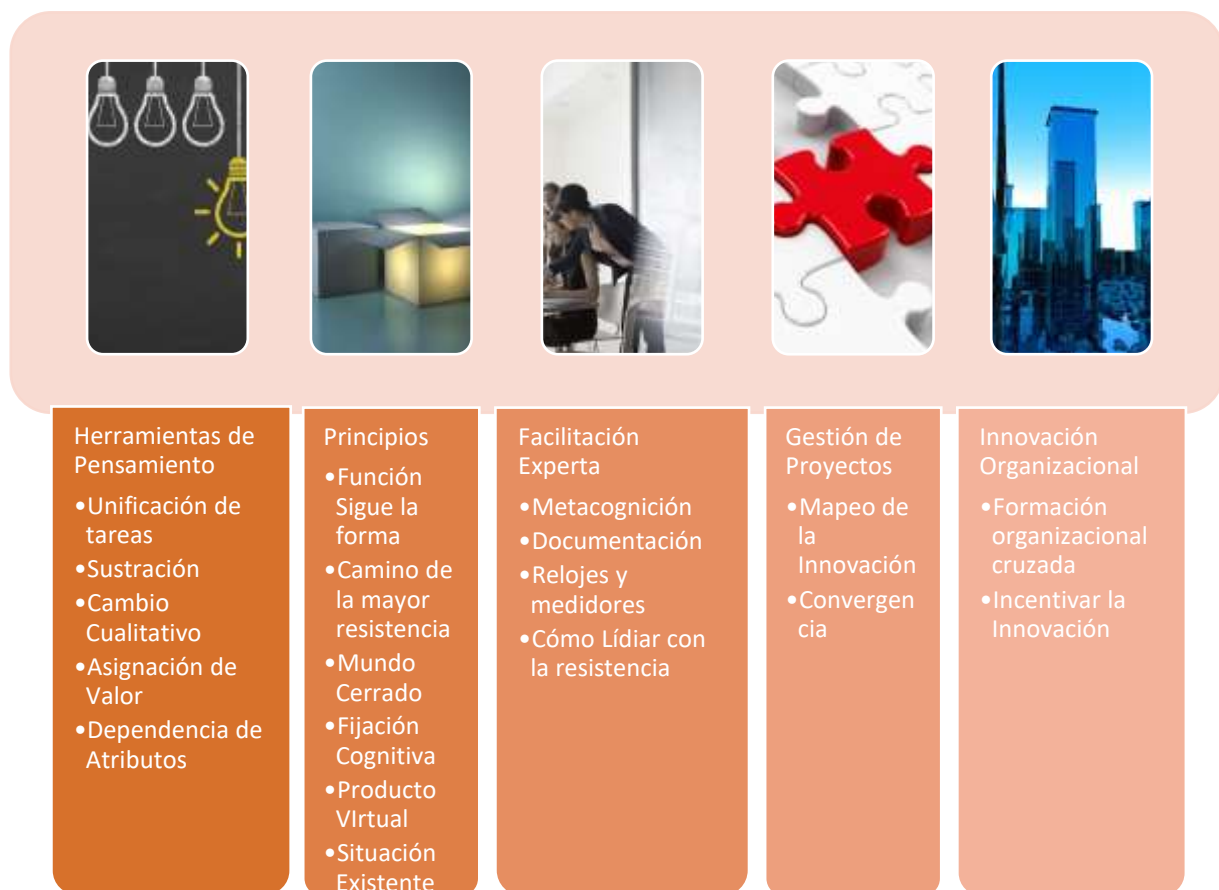 Herramientas de
Pensamiento
•Unificación de
tareas
•Sustración
•Cambio
Cualitativo
•Asignación de
Valor
•Dependencia de
Atributos
Principios
•Función
Sigue la
forma
•Camino de
la mayor
resistencia
•Mundo
Cerrado
•Fijación
Cognitiva
•Producto
VIrtual
•Situación
Existente
Facilitación
Experta
•Metacognición
•Documentación
•Relojes y
medidores
•Cómo Lídiar con
la resistencia
Gestión de
Proyectos
•Mapeo de
la
Innovación
•Convergen
cia
Innovación
Organizacional
•Formación
organizacional
cruzada
•Incentivar la
Innovación